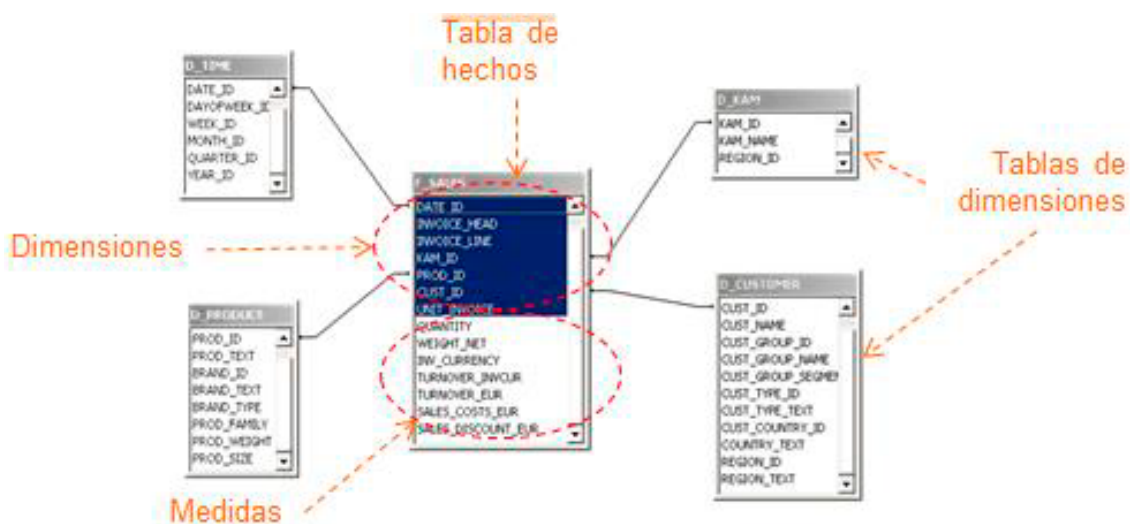 Tabla de
hechos
D_TIME
DATE_ID
DAYOFWEEK_ID
WEEK_ID
MONTH_ID
QUARTER_ID
YEAR_ID
D_KAM
KAM_ID
KAM_NAME
REGION_ID
Tablas de
dimensiones
F_SALES
DATE_ID
INVOICE_HEAD
INVOICE_LINE
KAM_ID
PROD_ID
CUST_ID
UNIT_INVOICE
QUANTITY
WEIGHT_NET
INV_CURRENCY
TURNOVER_INVCUR
TURNOVER_EUR
SALES_COSTS_EUR
SALES_DISCOUNT_EUR
Dimensiones
D_PRODUCT
PROD_ID
PROD_TEXT
BRAND_ID
BRAND_TEXT
BRAND_TYPE
PROD_FAMILY
PROD_WEIGHT
PROD_SIZE
D_CUSTOMER
CUST_ID
CUST_NAME
CUST_GROUP_ID
CUST_GROUP_NAME
CUST_GROUP_SEGMEN
CUST_TYPE_ID
CUST_TYPE_TEXT
CUST_COUNTRY_ID
COUNTRY_TEXT
REGION_ID
REGION_TEXT
Medidas